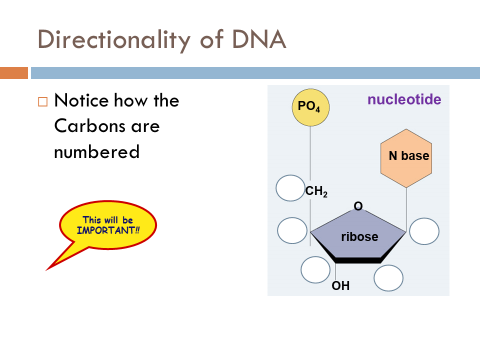 Directionality of DNA
Notice how the
Carbons are
numbered
This will be
IMPORTANT!!
nucleotide
PO4
N base
CH2
O
ribose
OH